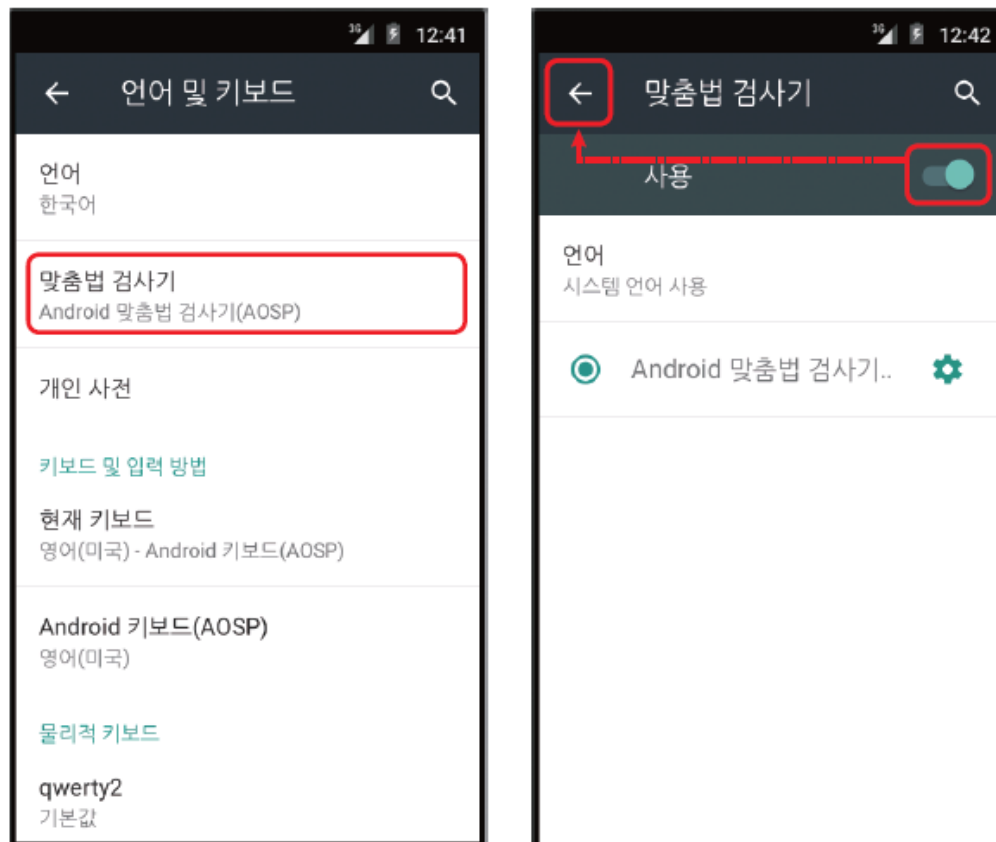 3G 12:41
언어 및 키보드
언어
한국어
맞춤법 검사기
Android 맞춤법 검사기(AOSP)
개인 사전
키보드 및 입력 방법
현재 키보드
영어(미국) - Android 키보드(AOSP)
Android 키보드(AOSP)
영어(미국)
물리적 키보드
qwerty2
기본값
3G 12:42
맞춤법 검사기
사용
언어
시스템 언어 사용
Android 맞춤법 검사기..